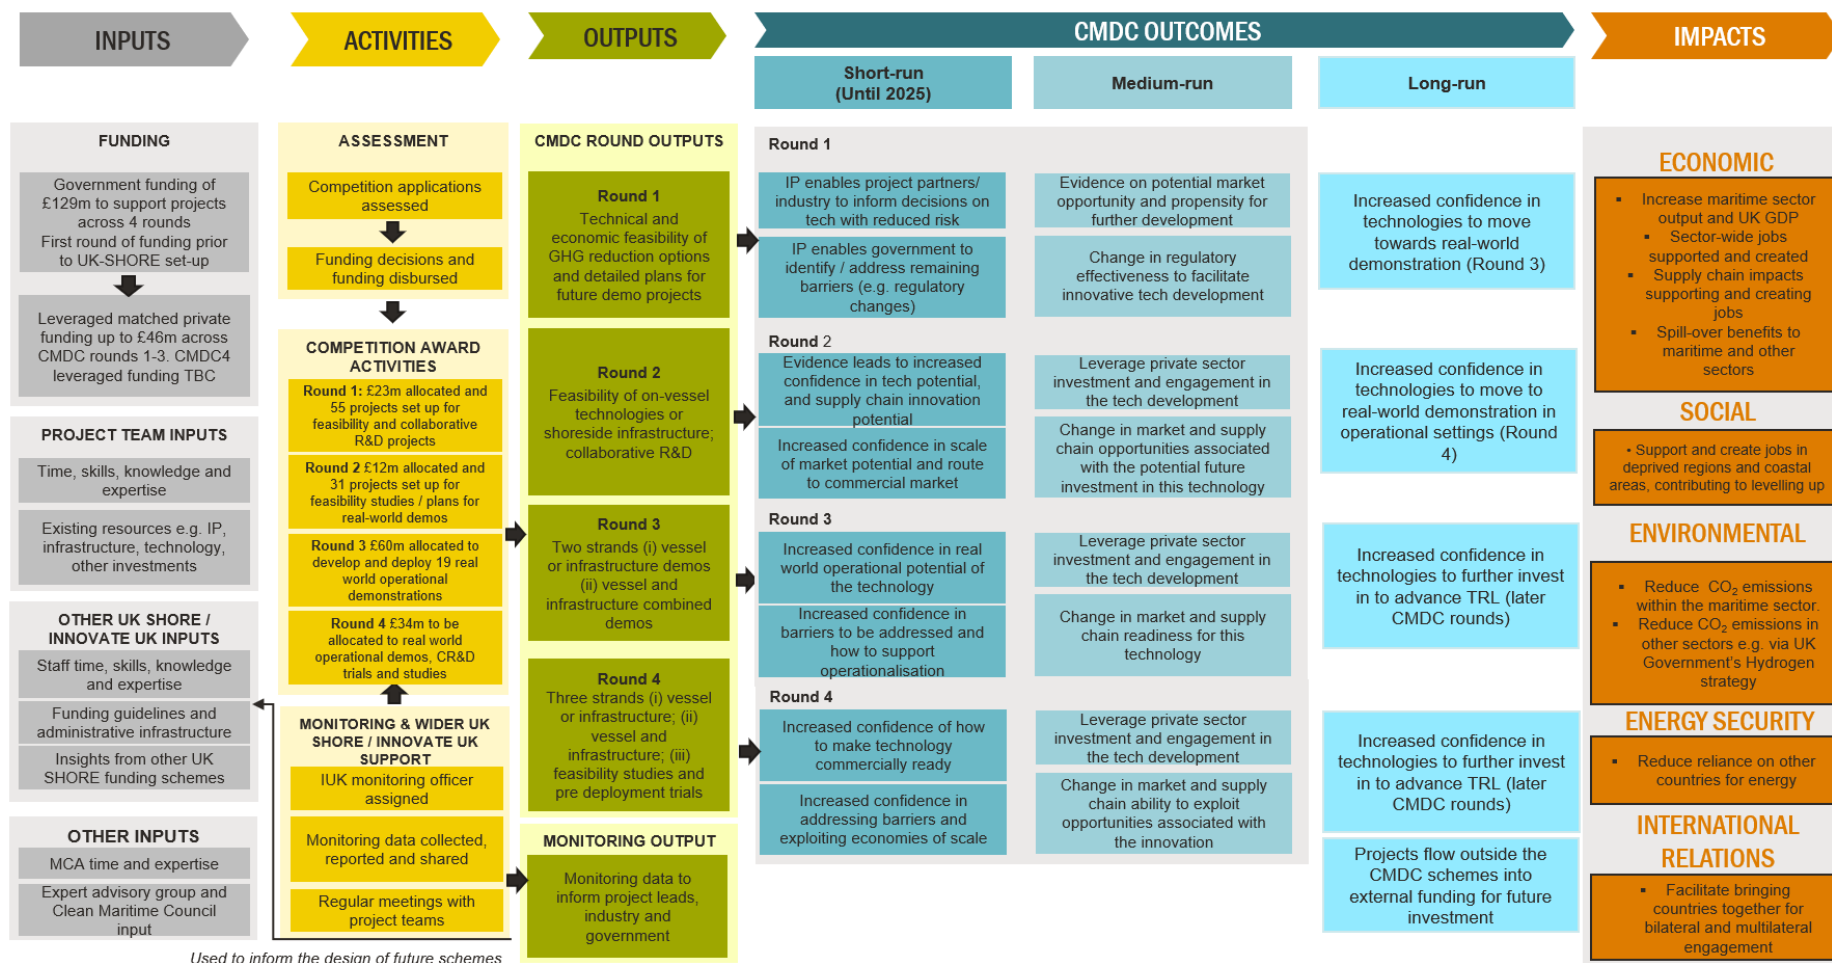 INPUTS
ACTIVITIES
OUTPUTS
CMDC OUTCOMES
IMPACTS
Short-run
(Until 2025)
Medium-run
Long-run
FUNDING
Government funding of
£129m to support projects
across 4 rounds
First round of funding prior
to UK-SHORE set-up
Leveraged matched private
funding up to £46m across
CMDC rounds 1-3. CMDC4
leveraged funding TBC
PROJECT TEAM INPUTS
Time, skills, knowledge and
expertise
Existing resources e.g. IP,
infrastructure, technology,
other investments
OTHER UK SHORE /
INNOVATE UK INPUTS
Staff time, skills, knowledge
and expertise
Funding guidelines and
administrative infrastructure
Insights from other UK
SHORE funding schemes
OTHER INPUTS
MCA time and expertise
Expert advisory group and
Clean Maritime Council
input
ASSESSMENT
Competition applications
assessed
Funding decisions and
funding disbursed
COMPETITION AWARD
ACTIVITIES
Round 1: £23m allocated and
55 projects set up for
feasibility and collaborative
R&D projects
Round 2 £12m allocated and
31 projects set up for
feasibility studies / plans for
real-world demos
Round 3 £60m allocated to
develop and deploy 19 real
world operational
demonstrations
Round 4 £34m to be
allocated to real world
operational demos, CR&D
trials and studies
MONITORING & WIDER UK
SHORE / INNOVATE UK
SUPPORT
IUK monitoring officer
assigned
Monitoring data collected,
reported and shared
Regular meetings with
project teams
Used to inform the design of future schemes
CMDC ROUND OUTPUTS
Round 1
Technical and
economic feasibility of
GHG reduction options
and detailed plans for
future demo projects
Round 2
Feasibility of on-vessel
technologies or
shoreside infrastructure;
collaborative R&D
Round 3
Two strands (i) vessel
or infrastructure demos
(ii) vessel and
infrastructure combined
demos
Round 4
Three strands (i) vessel
or infrastructure; (ii)
vessel and
infrastructure; (iii)
feasibility studies and
pre deployment trials
MONITORING OUTPUT
Monitoring data to
inform project leads,
industry and
government
Round 1
IP enables project partners/
industry to inform decisions on
tech with reduced risk
IP enables government to
identify / address remaining
barriers (e.g. regulatory
changes)
Evidence on potential market
opportunity and propensity for
further development
Change in regulatory
effectiveness to facilitate
innovative tech development
Round 2
Evidence leads to increased
confidence in tech potential,
and supply chain innovation
potential
Increased confidence in scale
of market potential and route
to commercial market
Leverage private sector
investment and engagement in
the tech development
Change in market and supply
chain opportunities associated
with the potential future
investment in this technology
Round 3
Increased confidence in real
world operational potential of
the technology
Increased confidence in
barriers to be addressed and
how to support
operationalisation
Leverage private sector
investment and engagement in
the tech development
Change in market and supply
chain readiness for this
technology
Round 4
Increased confidence of how
to make technology
commercially ready
Increased confidence in
addressing barriers and
exploiting economies of scale
Leverage private sector
investment and engagement in
the tech development
Change in market and supply
chain ability to exploit
opportunities associated with
the innovation
Increased confidence in
technologies to move
towards real-world
demonstration (Round 3)
Increased confidence in
technologies to move to
real-world demonstration in
operational settings (Round
4)
Increased confidence in
technologies to further invest
in to advance TRL (later
CMDC rounds)
Increased confidence in
technologies to further invest
in to advance TRL (later
CMDC rounds)
Projects flow outside the
CMDC schemes into
external funding for future
investment
ECONOMIC
▪ Increase maritime sector
output and UK GDP
▪ Sector-wide jobs
supported and created
▪ Supply chain impacts
supporting and creating
jobs
▪ Spill-over benefits to
maritime and other
sectors
SOCIAL
• Support and create jobs in
deprived regions and coastal
areas, contributing to levelling up
ENVIRONMENTAL
▪ Reduce CO₂ emissions
within the maritime sector.
▪ Reduce CO₂ emissions in
other sectors e.g. via UK
Government's Hydrogen
strategy
ENERGY SECURITY
▪ Reduce reliance on other
countries for energy
INTERNATIONAL
RELATIONS
▪ Facilitate bringing
countries together for
bilateral and multilateral
engagement